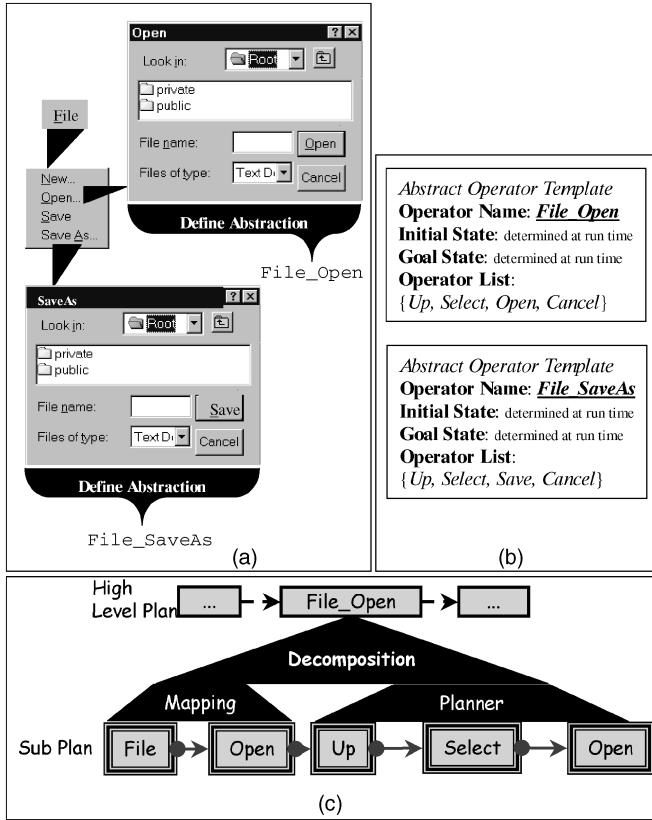 Open
Look in:
Root
private
public
File name:
Open
Files of type:
Text D
Cancel
Define Abstraction
File_Open
File
New...
Open...
Save
Save As...
SaveAs
Look in:
Root
private
public
File name:
Save
Files of type:
Text D
Cancel
Define Abstraction
File_SaveAs
(a)
Abstract Operator Template
Operator Name: File_Open
Initial State: determined at run time
Goal State: determined at run time
Operator List:
{Up, Select, Open, Cancel}
Abstract Operator Template
Operator Name: File_SaveAs
Initial State: determined at run time
Goal State: determined at run time
Operator List:
{Up, Select, Save, Cancel}
(b)
High
Level Plan
... File_Open ...
Decomposition
Mapping Planner
Sub Plan File Open Up Select Open
(c)